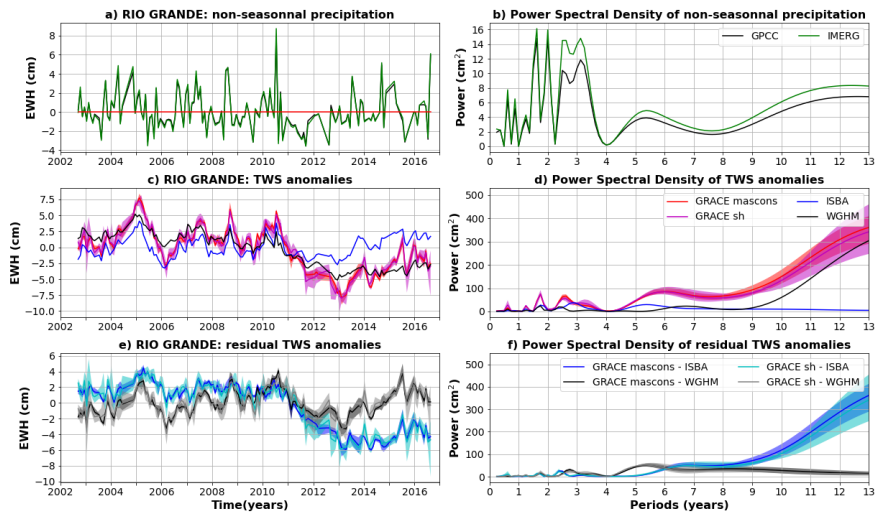 a) RIO GRANDE: non-seasonnal precipitation
EWH (cm)
8
6
4
2
0
−2
−4
2002 2004 2006 2008 2010 2012 2014 2016
b) Power Spectral Density of non-seasonnal precipitation
GPCC IMERG
Power (cm²)
16
14
12
10
8
6
4
2
0
0 1 2 3 4 5 6 7 8 9 10 11 12 13
c) RIO GRANDE: TWS anomalies
EWH (cm)
7.5
5.0
2.5
0.0
−2.5
−5.0
−7.5
−10.0
2002 2004 2006 2008 2010 2012 2014 2016
d) Power Spectral Density of TWS anomalies
GRACE mascons ISBA
GRACE sh WGHM
Power (cm²)
500
400
300
200
100
0
0 1 2 3 4 5 6 7 8 9 10 11 12 13
e) RIO GRANDE: residual TWS anomalies
EWH (cm)
6
4
2
0
−2
−4
−6
−8
−10
2002 2004 2006 2008 2010 2012 2014 2016
Time(years)
f) Power Spectral Density of residual TWS anomalies
GRACE mascons - ISBA GRACE sh - ISBA
GRACE mascons - WGHM GRACE sh - WGHM
Power (cm²)
500
400
300
200
100
0
0 1 2 3 4 5 6 7 8 9 10 11 12 13
Periods (years)